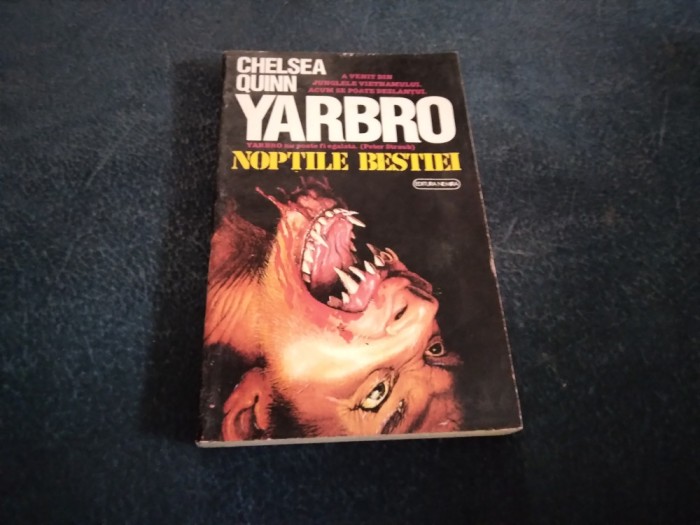 CHELSEA
QUINN
A VENIT DIN
JUNGLELE VIETNAMULUI.
ACUM SE POATE DEZLĂNȚUI.
YARBRO
YARBRO nu poate fi egalată. (Peter Straub)
NOPȚILE BESTIEI
EDITURA NEMIRA